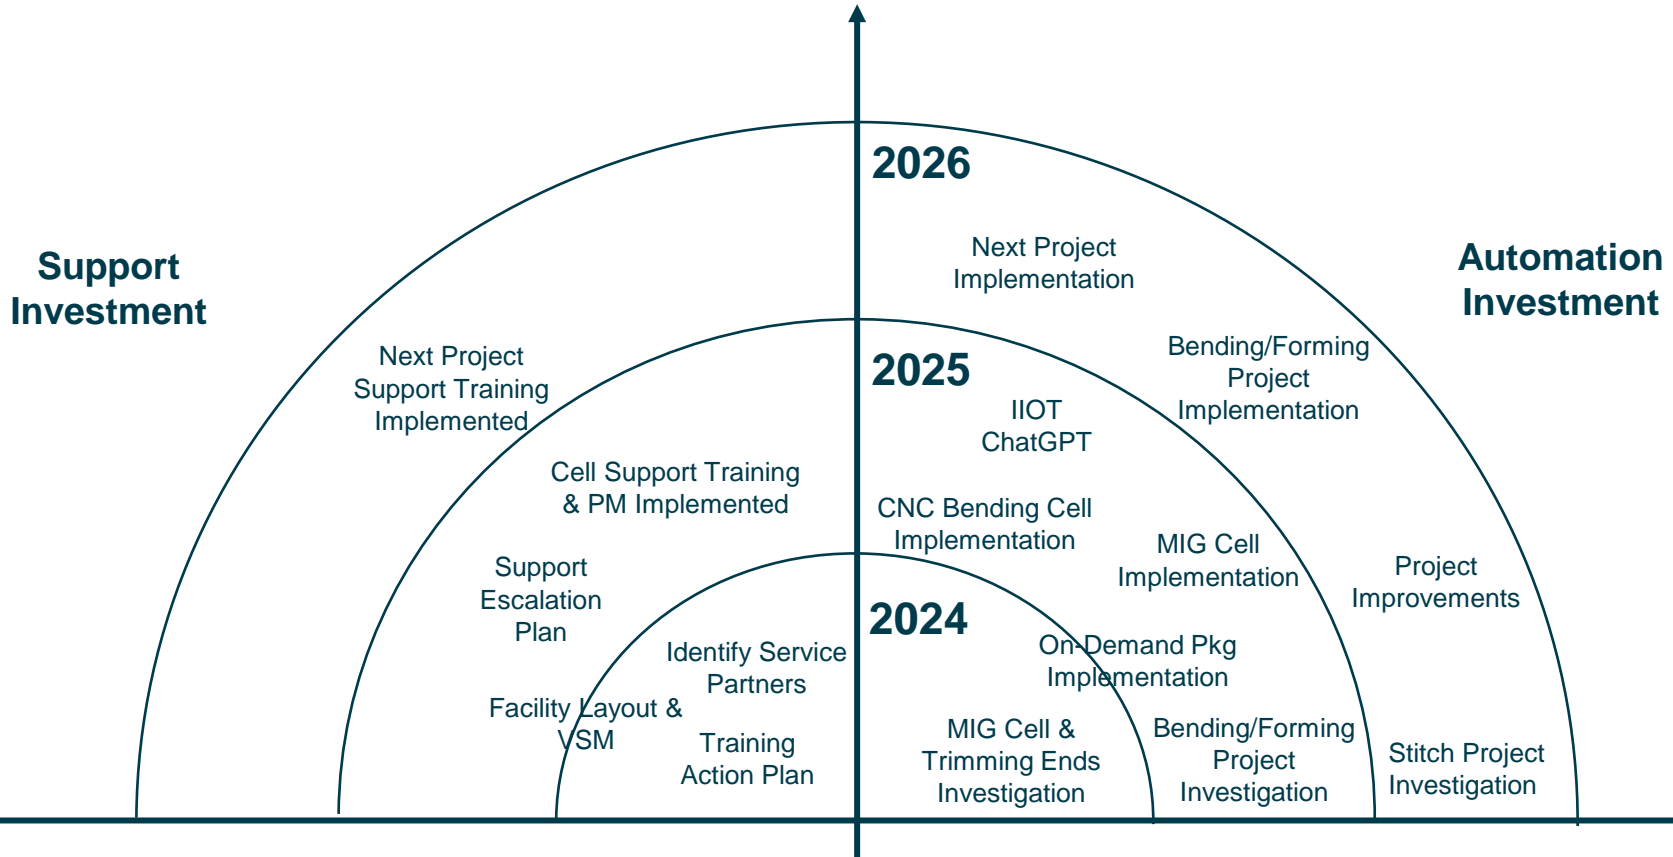 2026
Support
Investment
Automation
Investment
Next Project
Implementation
Next Project
Support Training
Implemented
Bending/Forming
Project
Implementation
2025
IIOT
ChatGPT
Cell Support Training
& PM Implemented
CNC Bending Cell
Implementation
MIG Cell
Implementation
Project
Improvements
Support
Escalation
Plan
2024
Identify Service
Partners
On-Demand Pkg
Implementation
Facility Layout &
VSM
Training
Action Plan
MIG Cell &
Trimming Ends
Investigation
Bending/Forming
Project
Investigation
Stitch Project
Investigation